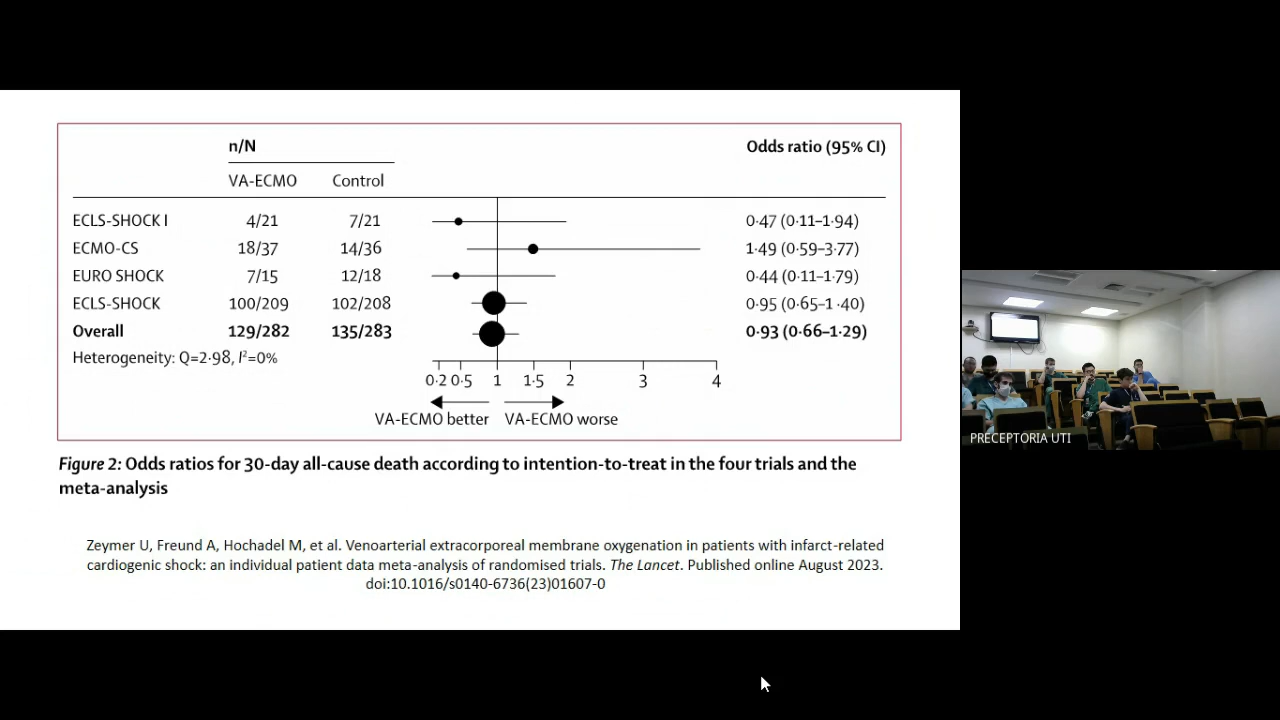 n/N
Odds ratio (95% CI)
VA-ECMO Control
ECLS-SHOCK I 4/21 7/21 0·47 (0·11–1·94)
ECMO-CS 18/37 14/36 1·49 (0·59–3·77)
EURO SHOCK 7/15 12/18 0·44 (0·11–1·79)
ECLS-SHOCK 100/209 102/208 0·95 (0·65–1·40)
Overall 129/282 135/283 0·93 (0·66–1·29)
Heterogeneity: Q=2·98, I²=0%
0·2 0·5 1 1·5 2 3 4
VA-ECMO better VA-ECMO worse
Figure 2: Odds ratios for 30-day all-cause death according to intention-to-treat in the four trials and the
meta-analysis
Zeymer U, Freund A, Hochadel M, et al. Venoarterial extracorporeal membrane oxygenation in patients with infarct-related
cardiogenic shock: an individual patient data meta-analysis of randomised trials. The Lancet. Published online August 2023.
doi:10.1016/s0140-6736(23)01607-0
PRECEPTORIA UTI